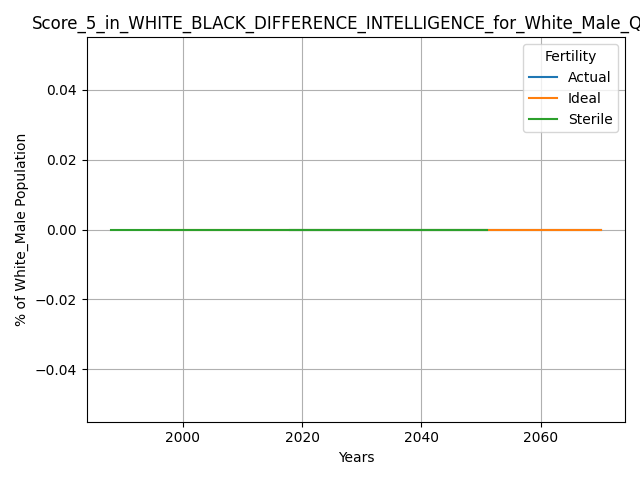 Score_5_in_WHITE_BLACK_DIFFERENCE_INTELLIGENCE_for_White_Male_Q
Fertility
Actual
Ideal
Sterile
% of White_Male Population
0.04
0.02
0.00
−0.02
−0.04
2000 2020 2040 2060
Years